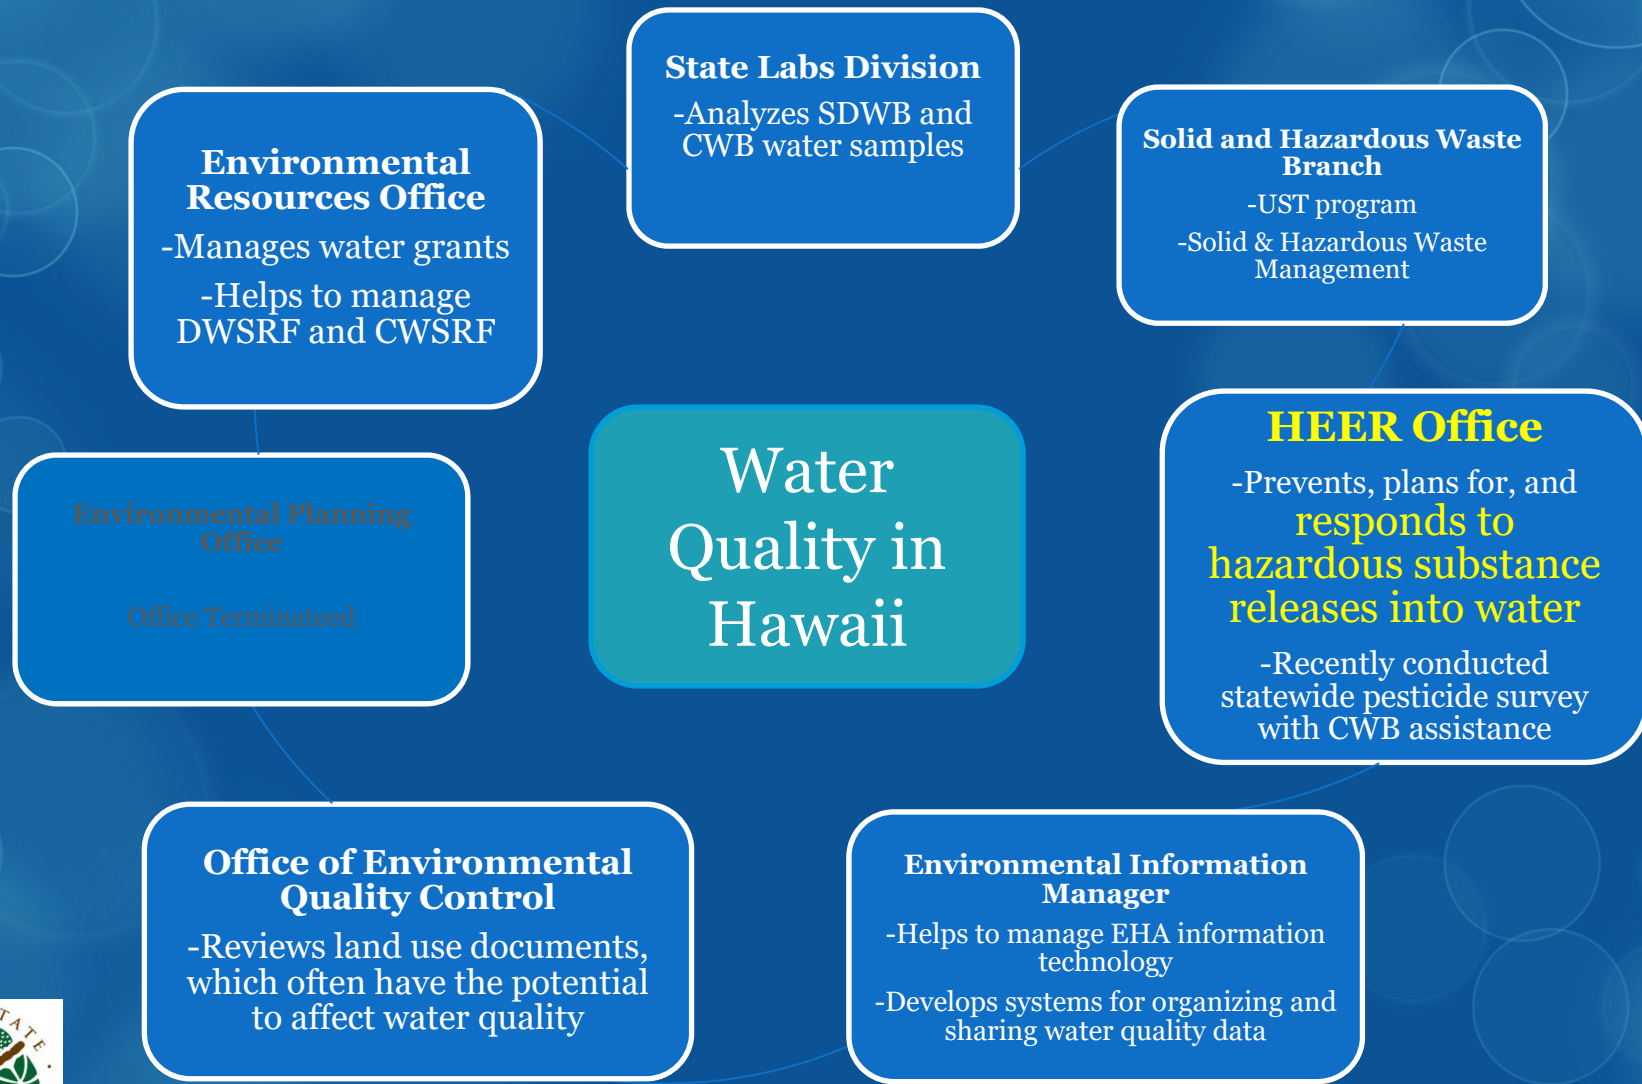 State Labs Division
-Analyzes SDWB and
CWB water samples
Solid and Hazardous Waste
Branch
-UST program
-Solid & Hazardous Waste
Management
HEER Office
-Prevents, plans for, and
responds to
hazardous substance
releases into water
-Recently conducted
statewide pesticide survey
with CWB assistance
Environmental Information
Manager
-Helps to manage EHA information
technology
-Develops systems for organizing and
sharing water quality data
Office of Environmental
Quality Control
-Reviews land use documents,
which often have the potential
to affect water quality
Environmental Planning
Office
Office Terminateed
Environmental
Resources Office
-Manages water grants
-Helps to manage
DWSRF and CWSRF
Water
Quality in
Hawaii